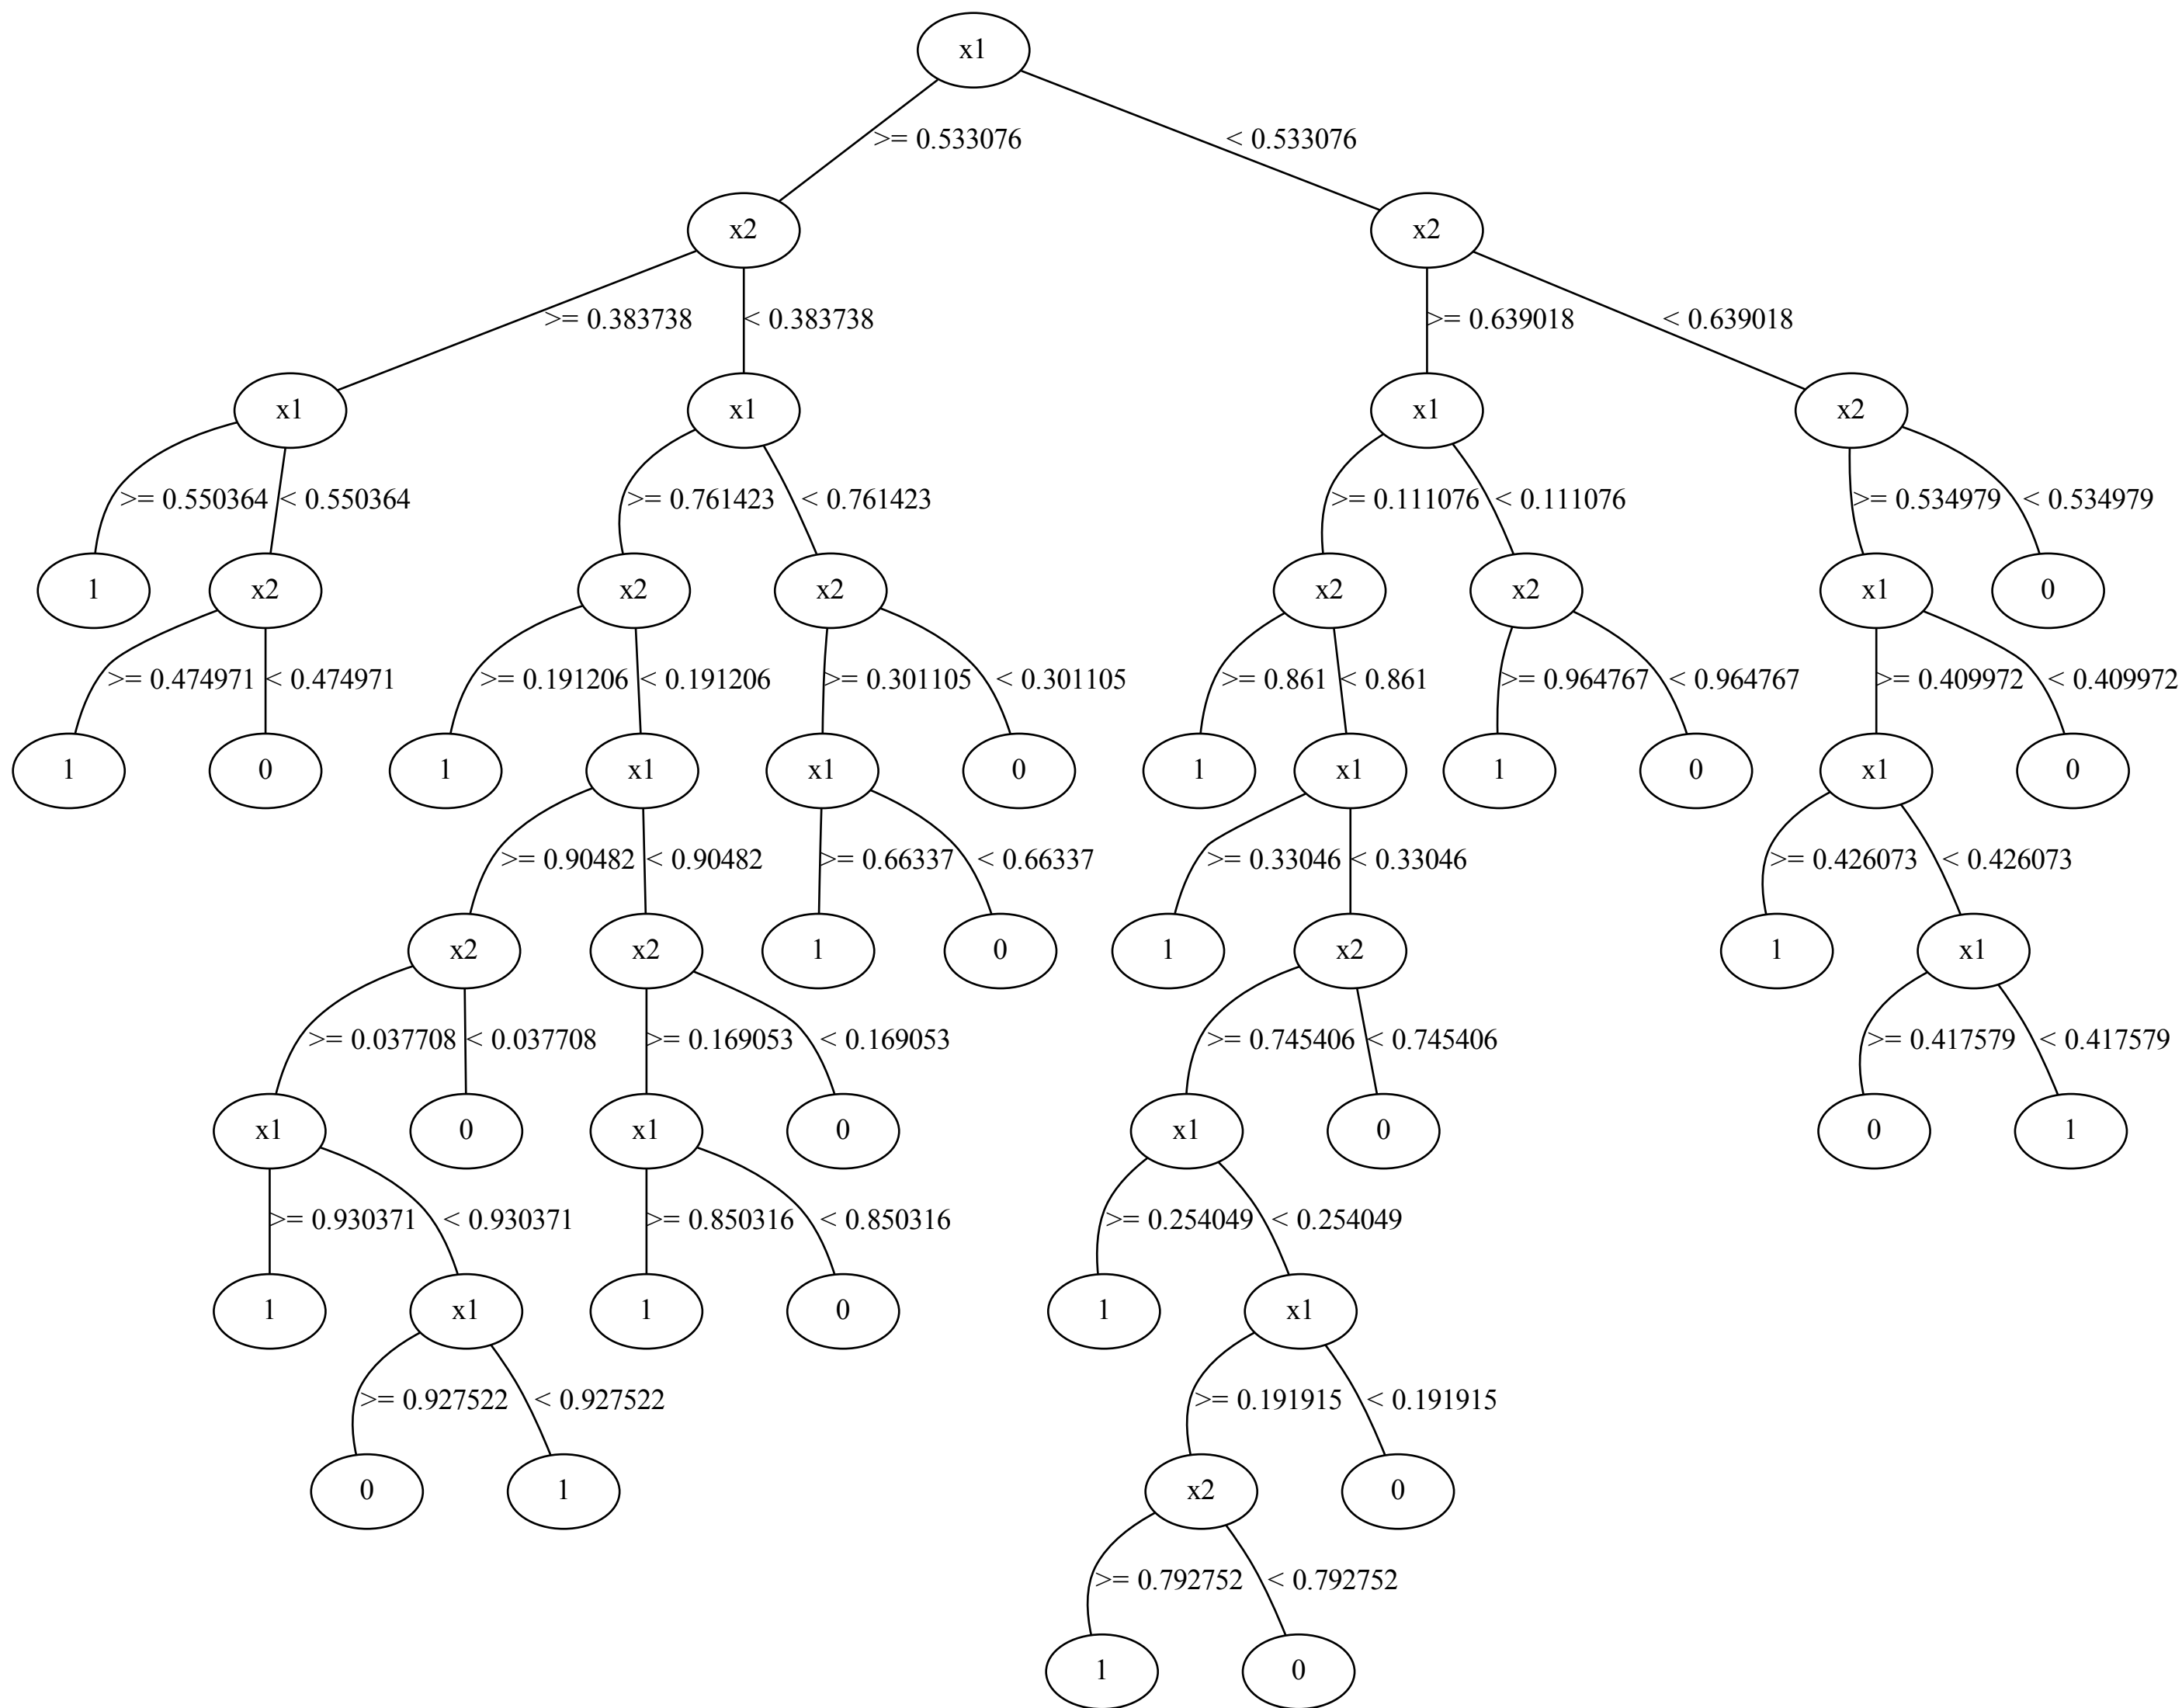 x1
>= 0.533076 < 0.533076
x2 x2
>= 0.383738 < 0.383738 >= 0.639018 < 0.639018
x1 x1 x1 x2
>= 0.550364 < 0.550364 >= 0.761423 < 0.761423 >= 0.111076 < 0.111076 >= 0.534979 < 0.534979
1 x2 x2 x2 x2 x2 x1 0
>= 0.474971 < 0.474971 >= 0.191206 < 0.191206 >= 0.301105 < 0.301105 >= 0.861 < 0.861 >= 0.964767 < 0.964767 >= 0.409972 < 0.409972
1 0 1 x1 x1 0 1 x1 1 0 x1 0
>= 0.90482 < 0.90482 >= 0.66337 < 0.66337 >= 0.33046 < 0.33046 >= 0.426073 < 0.426073
x2 x2 1 0 1 x2 1 x1
>= 0.037708 < 0.037708 >= 0.169053 < 0.169053 >= 0.745406 < 0.745406 >= 0.417579 < 0.417579
x1 0 x1 0 x1 0 0 1
>= 0.930371 < 0.930371 >= 0.850316 < 0.850316 >= 0.254049 < 0.254049
1 x1 1 0 1 x1
>= 0.927522 < 0.927522 >= 0.191915 < 0.191915
0 1 x2 0
>= 0.792752 < 0.792752
1 0